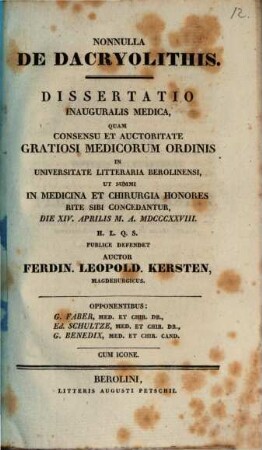 12.
NONNULLA
DE DACRYOLITHIS.
DISSERTATIO
INAUGURALIS MEDICA,
QUAM
CONSENSU ET AUCTORITATE
GRATIOSI MEDICORUM ORDINIS
IN
UNIVERSITATE LITTERARIA BEROLINENSI,
UT SUMMI
IN MEDICINA ET CHIRURGIA HONORES
RITE SIBI CONCEDANTUR,
DIE XIV. APRILIS M. A. MDCCCXXVIII.
H. L. Q. S.
PUBLICE DEFENDET
AUCTOR
FERDIN. LEOPOLD. KERSTEN,
MAGDEBURGICUS.
OPPONENTIBUS:
G. FABER, MED. ET CHIR. DR.,
Ed. SCHULTZE, MED. ET CHIR. DR.,
G. BENEDIX, MED. ET CHIR. CAND.
CUM ICONE.
BEROLINI,
LITTERIS AUGUSTI PETSCHII.